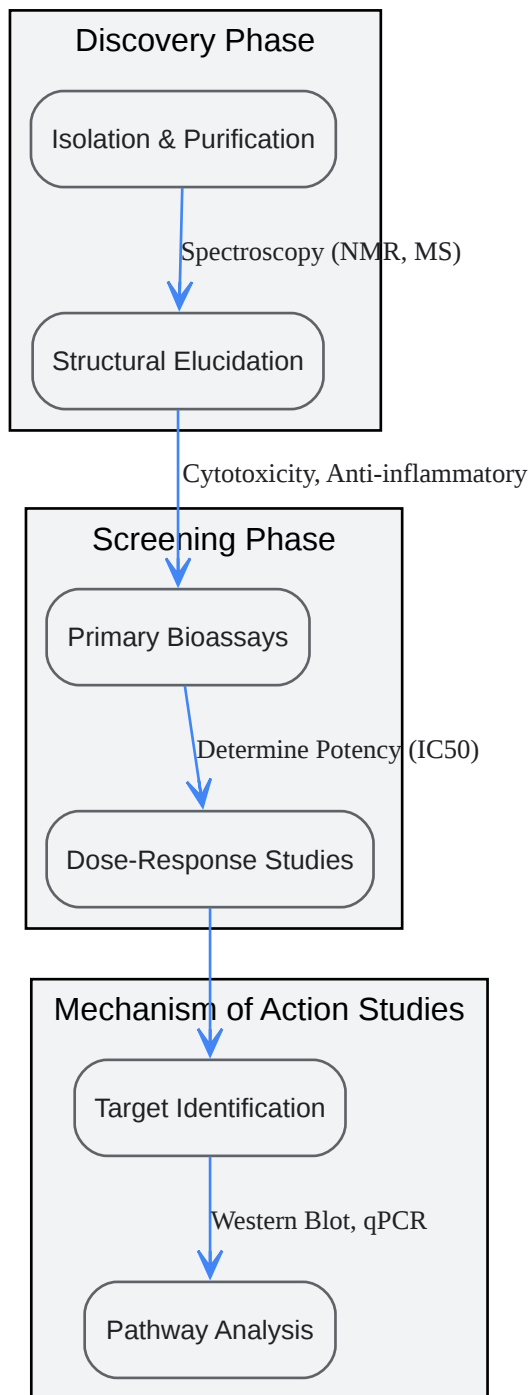 Discovery Phase
Isolation & Purification
Spectroscopy (NMR, MS)
Structural Elucidation
Cytotoxicity, Anti-inflammatory
Screening Phase
Primary Bioassays
Determine Potency (IC50)
Dose-Response Studies
Mechanism of Action Studies
Target Identification
Western Blot, qPCR
Pathway Analysis